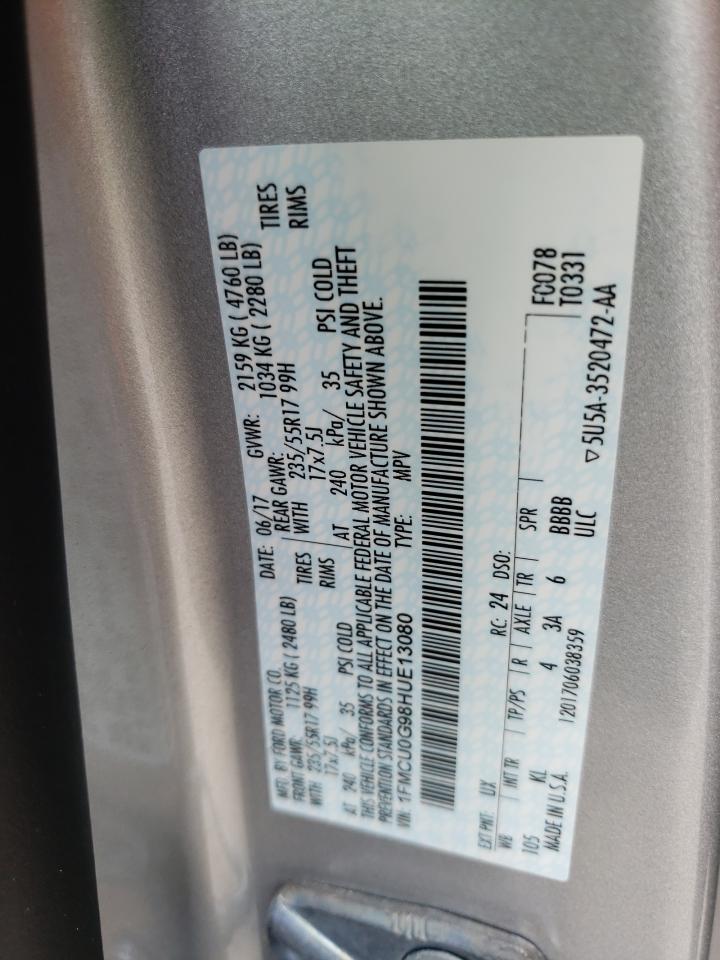 MFD. BY FORD MOTOR CO.
DATE: 06/17 GVWR: 2159 KG ( 4760 LB)
FRONT GAWR: 1125 KG ( 2480 LB) REAR GAWR: 1034 KG ( 2280 LB)
WITH 235/55R17 99H TIRES WITH 235/55R17 99H TIRES
17x7.5J RIMS 17x7.5J RIMS
AT 240 kPa/ 35 PSI COLD AT 240 kPa/ 35 PSI COLD
THIS VEHICLE CONFORMS TO ALL APPLICABLE FEDERAL MOTOR VEHICLE SAFETY AND THEFT
PREVENTION STANDARDS IN EFFECT ON THE DATE OF MANUFACTURE SHOWN ABOVE.
VIN: 1FMCU0G98HUE13080 TYPE: MPV
EXT PNT: UX RC: 24 DSO:
WB INT TR TP/PS R AXLE TR SPR FC078
105 KL 4 3A 6 BBBB T0331
MADE IN U.S.A. 1201706038359 ULC
▽5U5A-3520472-AA